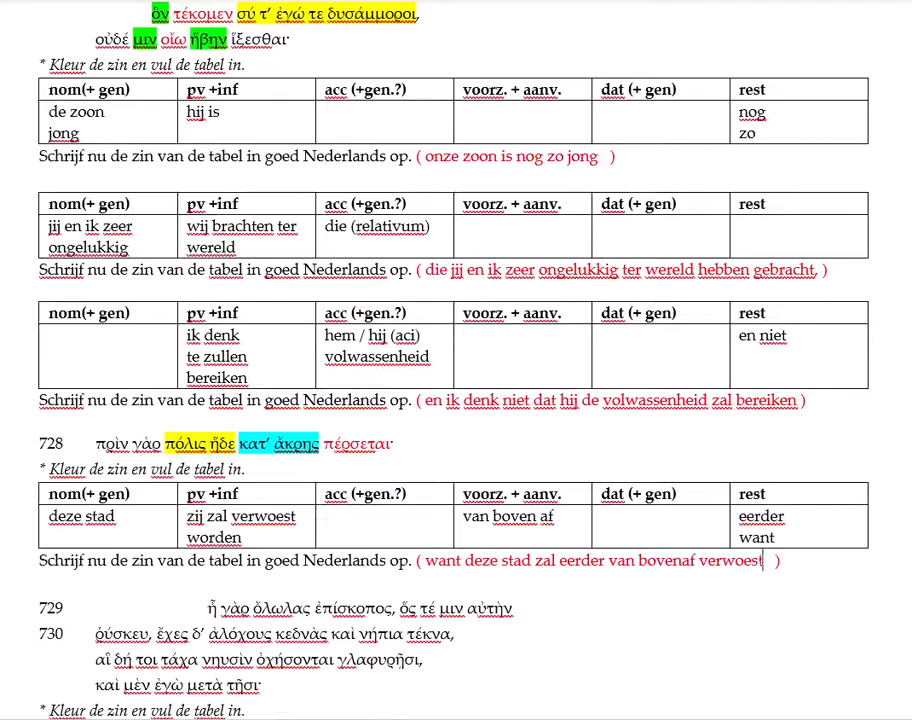 ὃν τέκομεν σύ τ’ ἐγώ τε δυσάμμοροι,
οὐδέ μιν οἴω ἥβην ἵξεσθαι·
* Kleur de zin en vul de tabel in.
nom(+ gen) pv +inf acc (+gen.?) voorz. + aanv. dat (+ gen) rest
de zoon hij is nog
jong zo
Schrijf nu de zin van de tabel in goed Nederlands op. ( onze zoon is nog zo jong )
nom(+ gen) pv +inf acc (+gen.?) voorz. + aanv. dat (+ gen) rest
jij en ik zeer wij brachten ter die (relativum)
ongelukkig wereld
Schrijf nu de zin van de tabel in goed Nederlands op. ( die jij en ik zeer ongelukkig ter wereld hebben gebracht, )
nom(+ gen) pv +inf acc (+gen.?) voorz. + aanv. dat (+ gen) rest
ik denk hem / hij (aci) en niet
te zullen volwassenheid
bereiken
Schrijf nu de zin van de tabel in goed Nederlands op. ( en ik denk niet dat hij de volwassenheid zal bereiken )
728 πρὶν γὰρ πόλις ἥδε κατ’ ἄκρης πέρσεται·
* Kleur de zin en vul de tabel in.
nom(+ gen) pv +inf acc (+gen.?) voorz. + aanv. dat (+ gen) rest
deze stad zij zal verwoest van boven af eerder
worden want
Schrijf nu de zin van de tabel in goed Nederlands op. ( want deze stad zal eerder van bovenaf verwoest )
729 ἦ γὰρ ὄλωλας ἐπίσκοπος, ὅς τέ μιν αὐτὴν
730 ῥύσκευ, ἔχες δ’ ἀλόχους κεδνὰς καὶ νήπια τέκνα,
αἳ δή τοι τάχα νηυσὶν ὀχήσονται γλαφυρῇσι,
καὶ μὲν ἐγὼ μετὰ τῇσι·
* Kleur de zin en vul de tabel in.